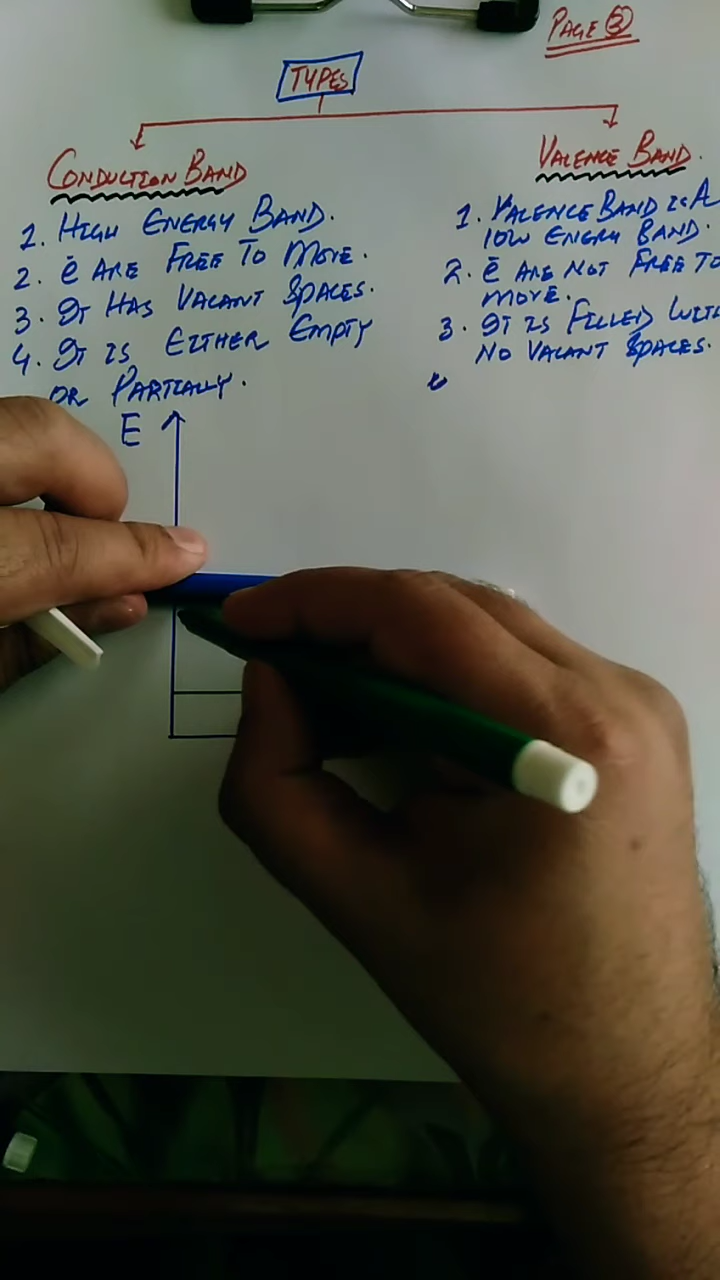 PAGE 3
TYPES
CONDUCTION BAND
1. HIGH ENERGY BAND.
2. ē ARE FREE TO MOVE.
3. IT HAS VACANT SPACES.
4. IT IS EITHER EMPTY
OR PARTIALLY.
VALENCE BAND.
1. VALENCE BAND IS A
LOW ENGRY BAND.
2. ē ARE NOT FREE TO
MOVE.
3. IT IS FILLED WITH
NO VACANT SPACES.
E